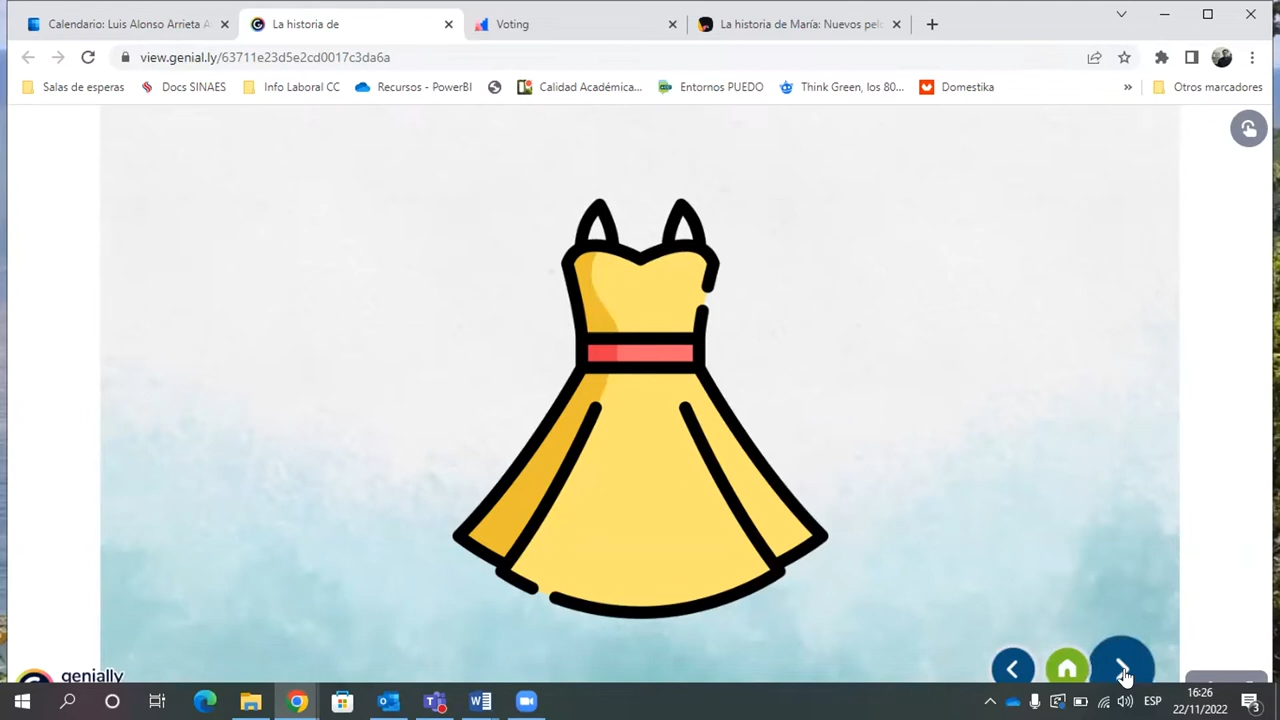 Calendario: Luis Alonso Arrieta A
La historia de
Voting
La historia de María: Nuevos pel
view.genial.ly/63711e23d5e2cd0017c3da6a
Salas de esperas
Docs SINAES
Info Laboral CC
Recursos - PowerBI
Calidad Académica...
Entornos PUEDO
Think Green, los 80...
Domestika
»
Otros marcadores
genially
ESP
16:26
22/11/2022
3